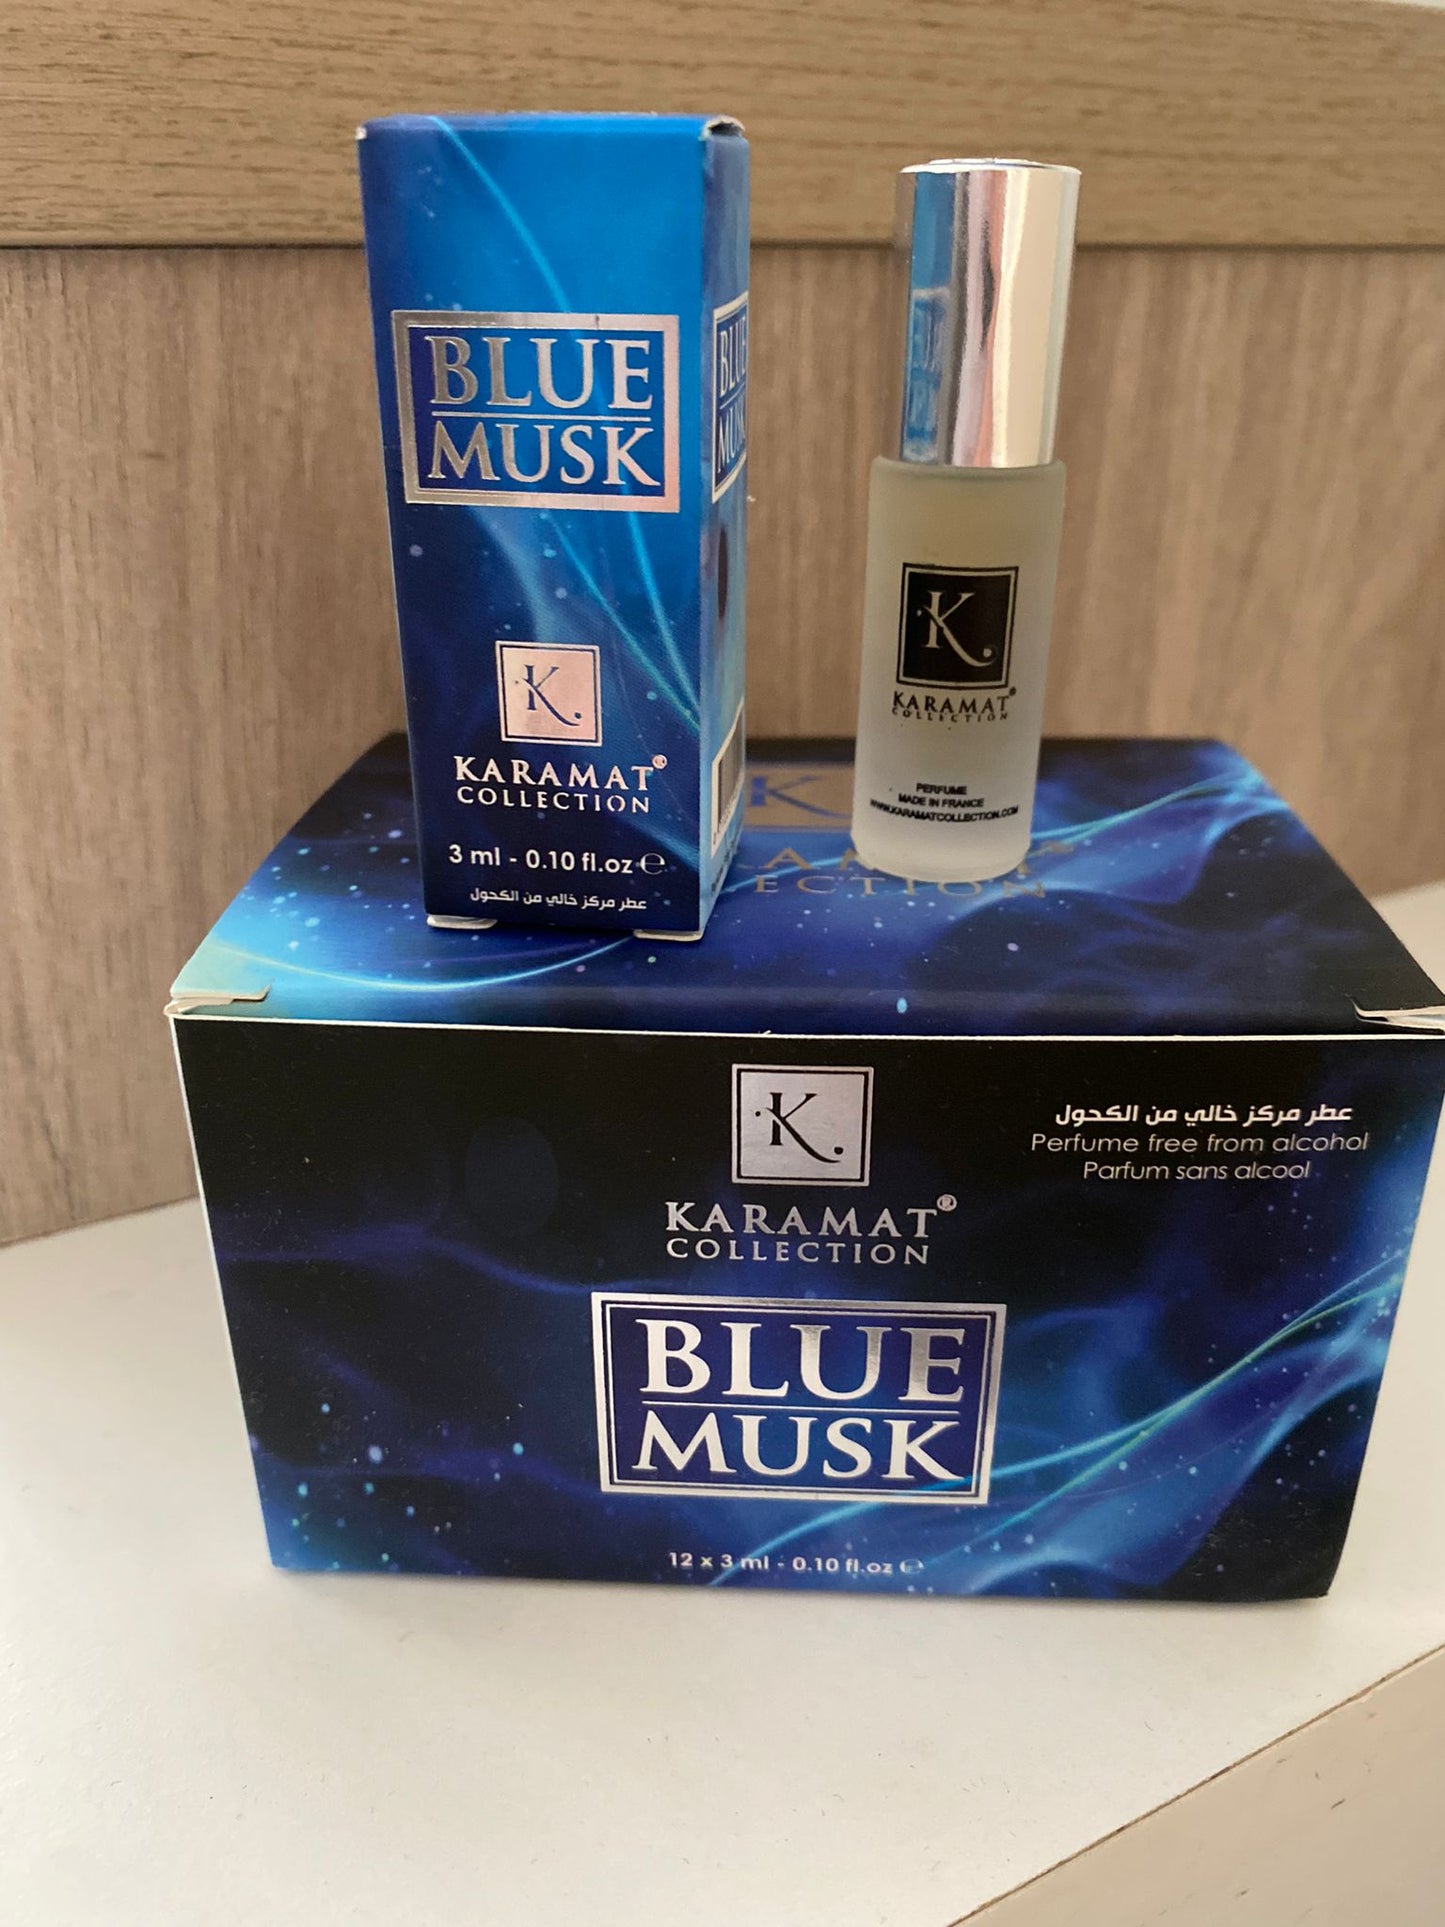 BLUE
MUSK
K
KARAMAT®
COLLECTION
3 ml - 0.10 fl.oz ℮
عطر مركز خالي من الكحول
BLUE
MUSK
K
KARAMAT®
COLLECTION
PERFUME
MADE IN FRANCE
WWW.KARAMATCOLLECTION.COM
K
K
KARAMAT®
COLLECTION
عطر مركز خالي من الكحول
Perfume free from alcohol
Parfum sans alcool
BLUE
MUSK
12 x 3 ml - 0.10 fl.oz ℮